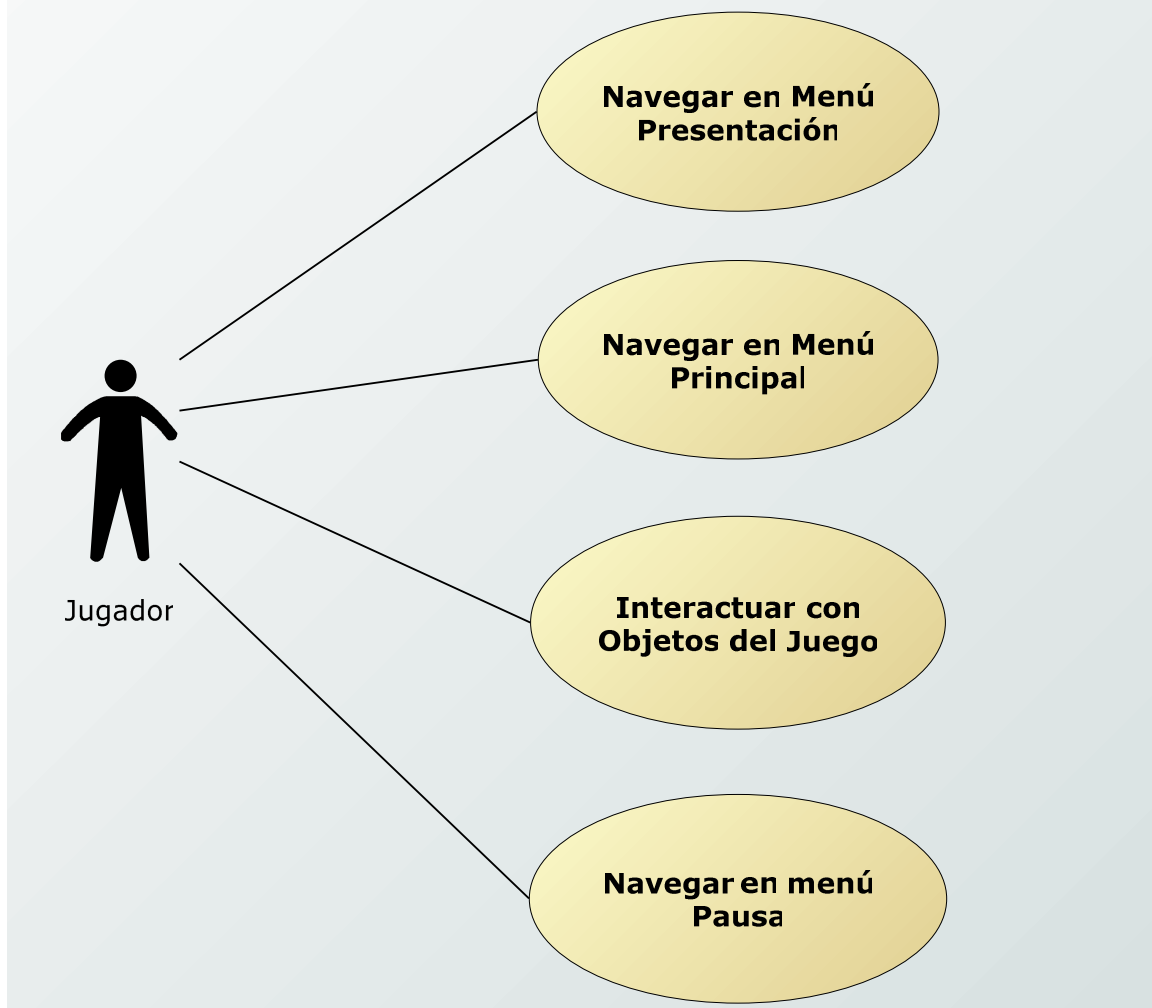 Navegar en Menú
Presentación
Navegar en Menú
Principal
Jugador
Interactuar con
Objetos del Juego
Navegar en menú
Pausa